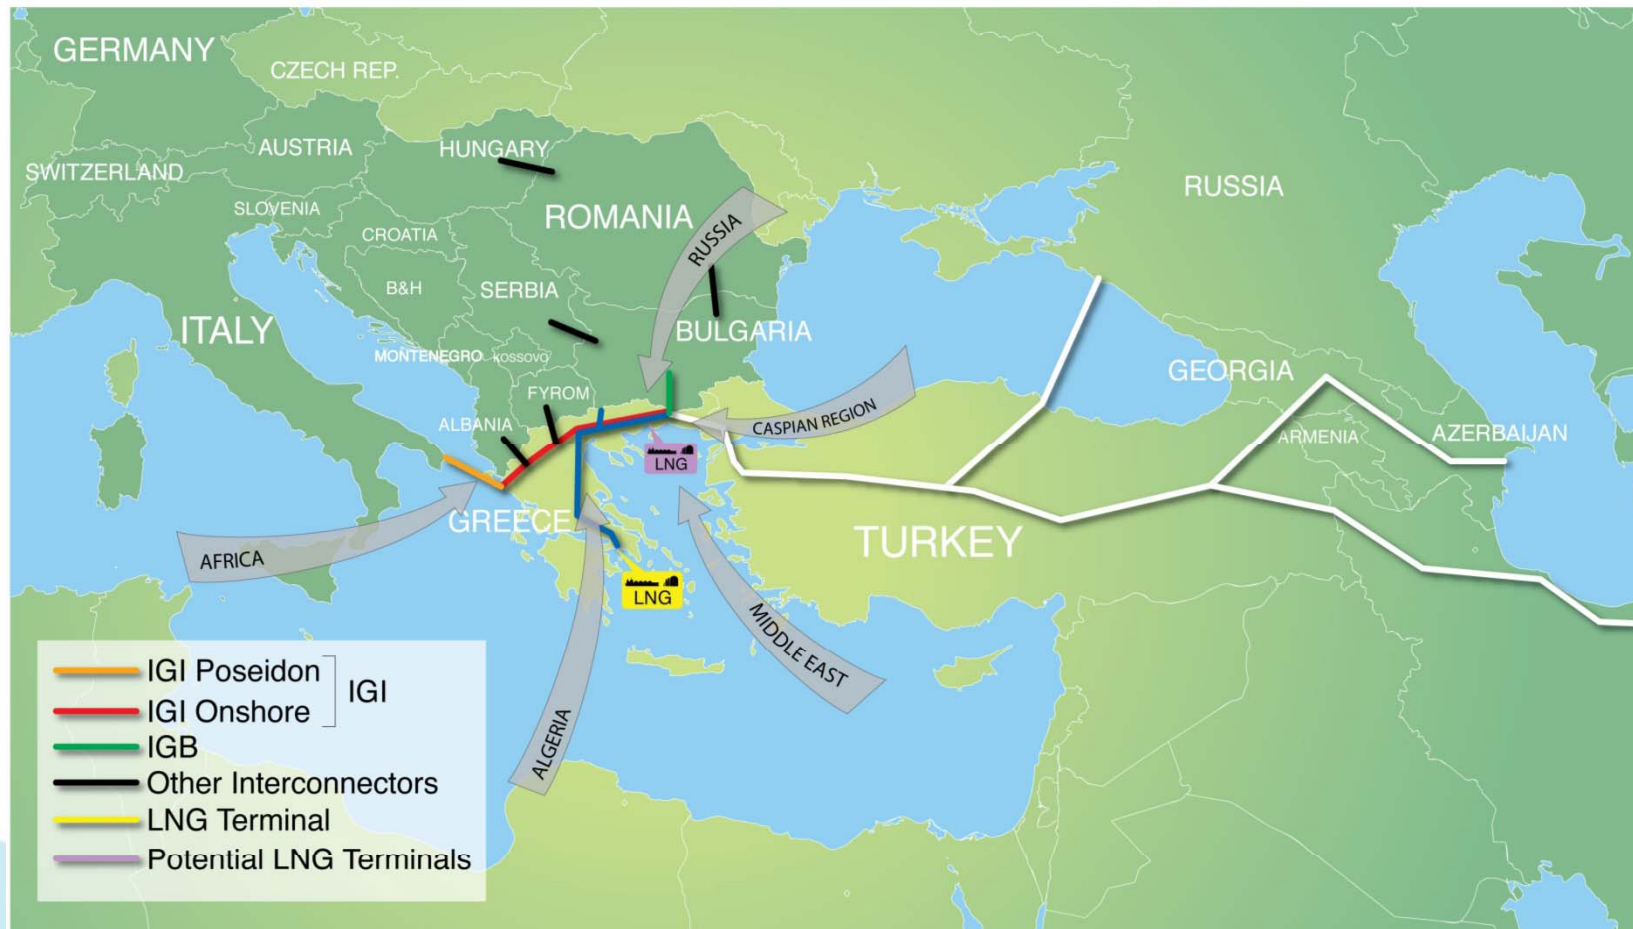 GERMANY
CZECH REP.
AUSTRIA
HUNGARY
SWITZERLAND
SLOVENIA
CROATIA
ROMANIA
RUSSIA
RUSSIA
B&H
SERBIA
ITALY
BULGARIA
MONTENEGRO
KOSSOVO
GEORGIA
FYROM
ALBANIA
CASPIAN REGION
ARMENIA
AZERBAIJAN
LNG
GREECE
TURKEY
AFRICA
LNG
MIDDLE EAST
ALGERIA
IGI Poseidon
IGI
IGI Onshore
IGB
Other Interconnectors
LNG Terminal
Potential LNG Terminals